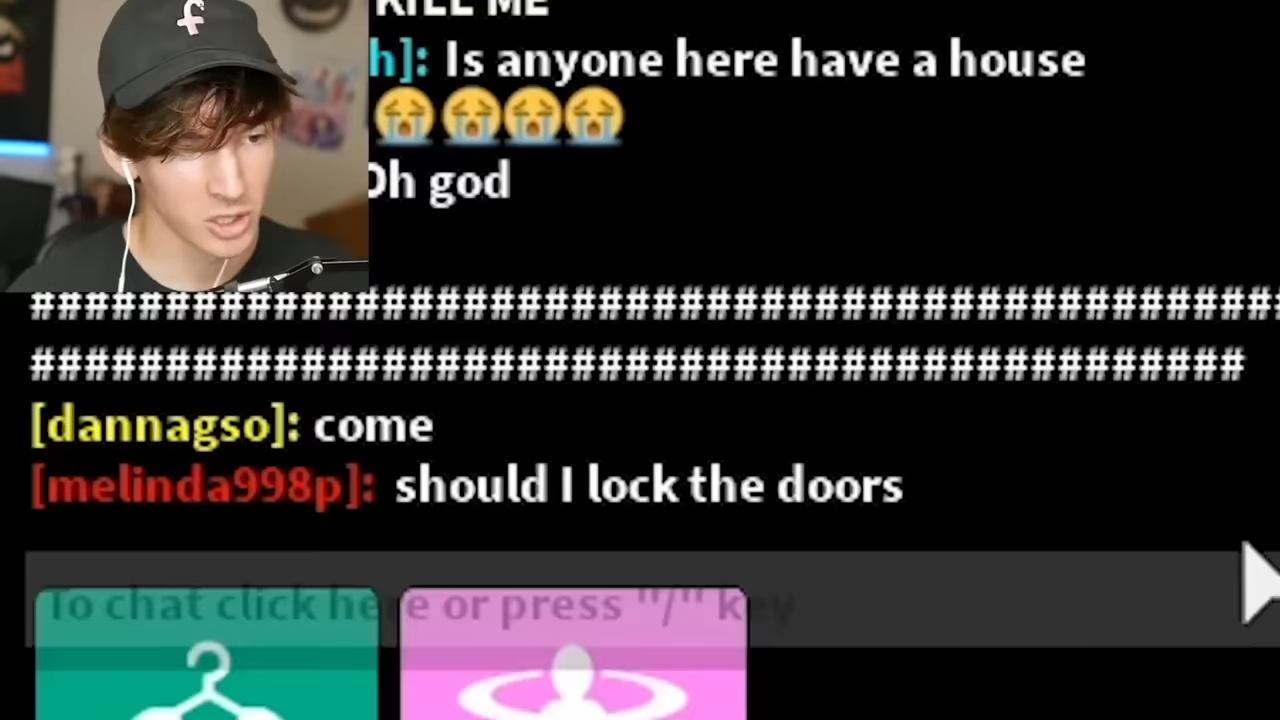 KILL ME
h]: Is anyone here have a house
😭😭😭😭
Oh god
[dannagso]: come
[melinda998p]: should I lock the doors
To chat click here or press "/" key